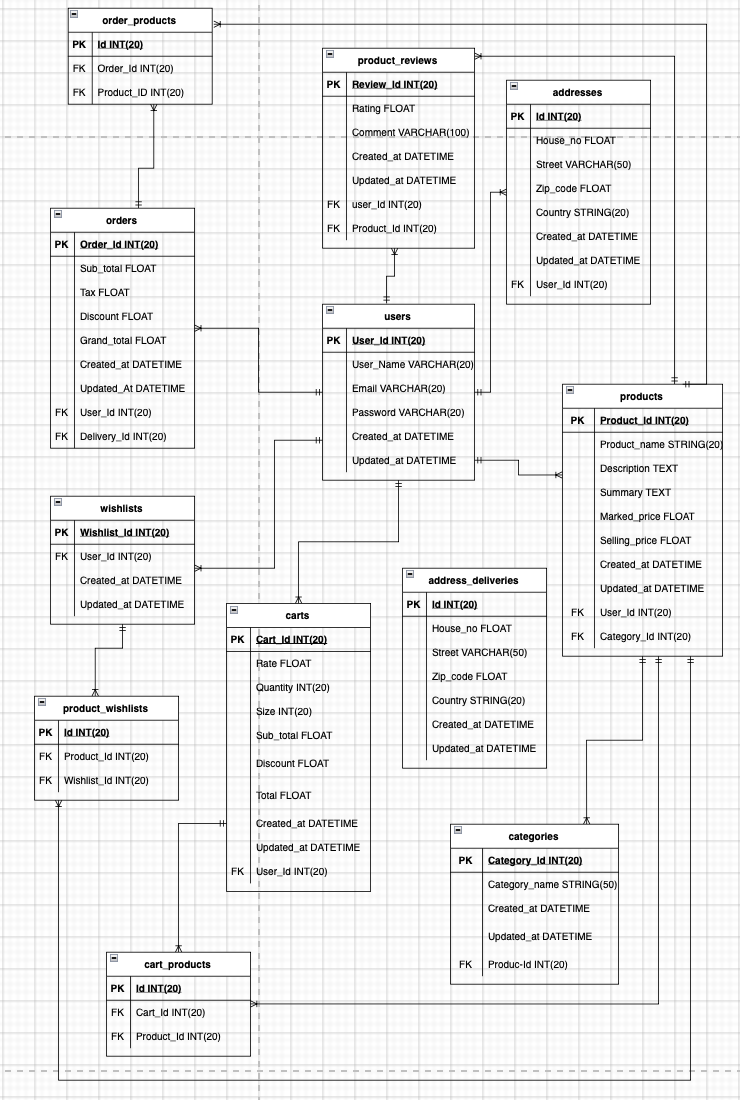 order_products
PK Id INT(20)
FK Order_Id INT(20)
FK Product_ID INT(20)
product_reviews
PK Review_Id INT(20)
Rating FLOAT
Comment VARCHAR(100)
Created_at DATETIME
Updated_at DATETIME
FK user_Id INT(20)
FK Product_Id INT(20)
addresses
PK Id INT(20)
House_no FLOAT
Street VARCHAR(50)
Zip_code FLOAT
Country STRING(20)
Created_at DATETIME
Updated_at DATETIME
FK User_Id INT(20)
orders
PK Order_Id INT(20)
Sub_total FLOAT
Tax FLOAT
Discount FLOAT
Grand_total FLOAT
Created_at DATETIME
Updated_At DATETIME
FK User_Id INT(20)
FK Delivery_Id INT(20)
users
PK User_Id INT(20)
User_Name VARCHAR(20)
Email VARCHAR(20)
Password VARCHAR(20)
Created_at DATETIME
Updated_at DATETIME
products
PK Product_Id INT(20)
Product_name STRING(20)
Description TEXT
Summary TEXT
Marked_price FLOAT
Selling_price FLOAT
Created_at DATETIME
Updated_at DATETIME
FK User_Id INT(20)
FK Category_Id INT(20)
wishlists
PK Wishlist_Id INT(20)
FK User_Id INT(20)
Created_at DATETIME
Updated_at DATETIME
carts
PK Cart_Id INT(20)
Rate FLOAT
Quantity INT(20)
Size INT(20)
Sub_total FLOAT
Discount FLOAT
Total FLOAT
Created_at DATETIME
Updated_at DATETIME
FK User_Id INT(20)
address_deliveries
PK Id INT(20)
House_no FLOAT
Street VARCHAR(50)
Zip_code FLOAT
Country STRING(20)
Created_at DATETIME
Updated_at DATETIME
product_wishlists
PK Id INT(20)
FK Product_Id INT(20)
FK Wishlist_Id INT(20)
categories
PK Category_Id INT(20)
Category_name STRING(50)
Created_at DATETIME
Updated_at DATETIME
FK Produc-Id INT(20)
cart_products
PK Id INT(20)
FK Cart_Id INT(20)
FK Product_Id INT(20)